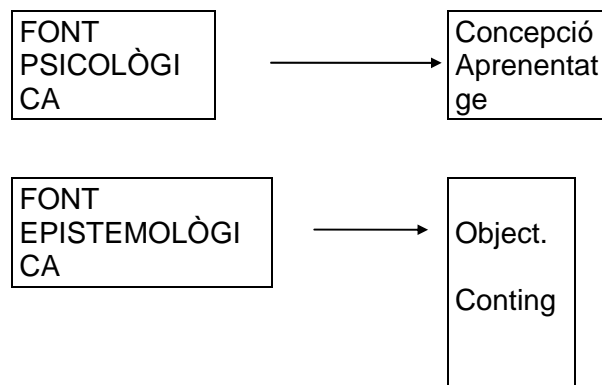 FONT
PSICOLÒGI
CA
Concepció
Aprenentat
ge
FONT
EPISTEMOLÒGI
CA
Object.
Conting